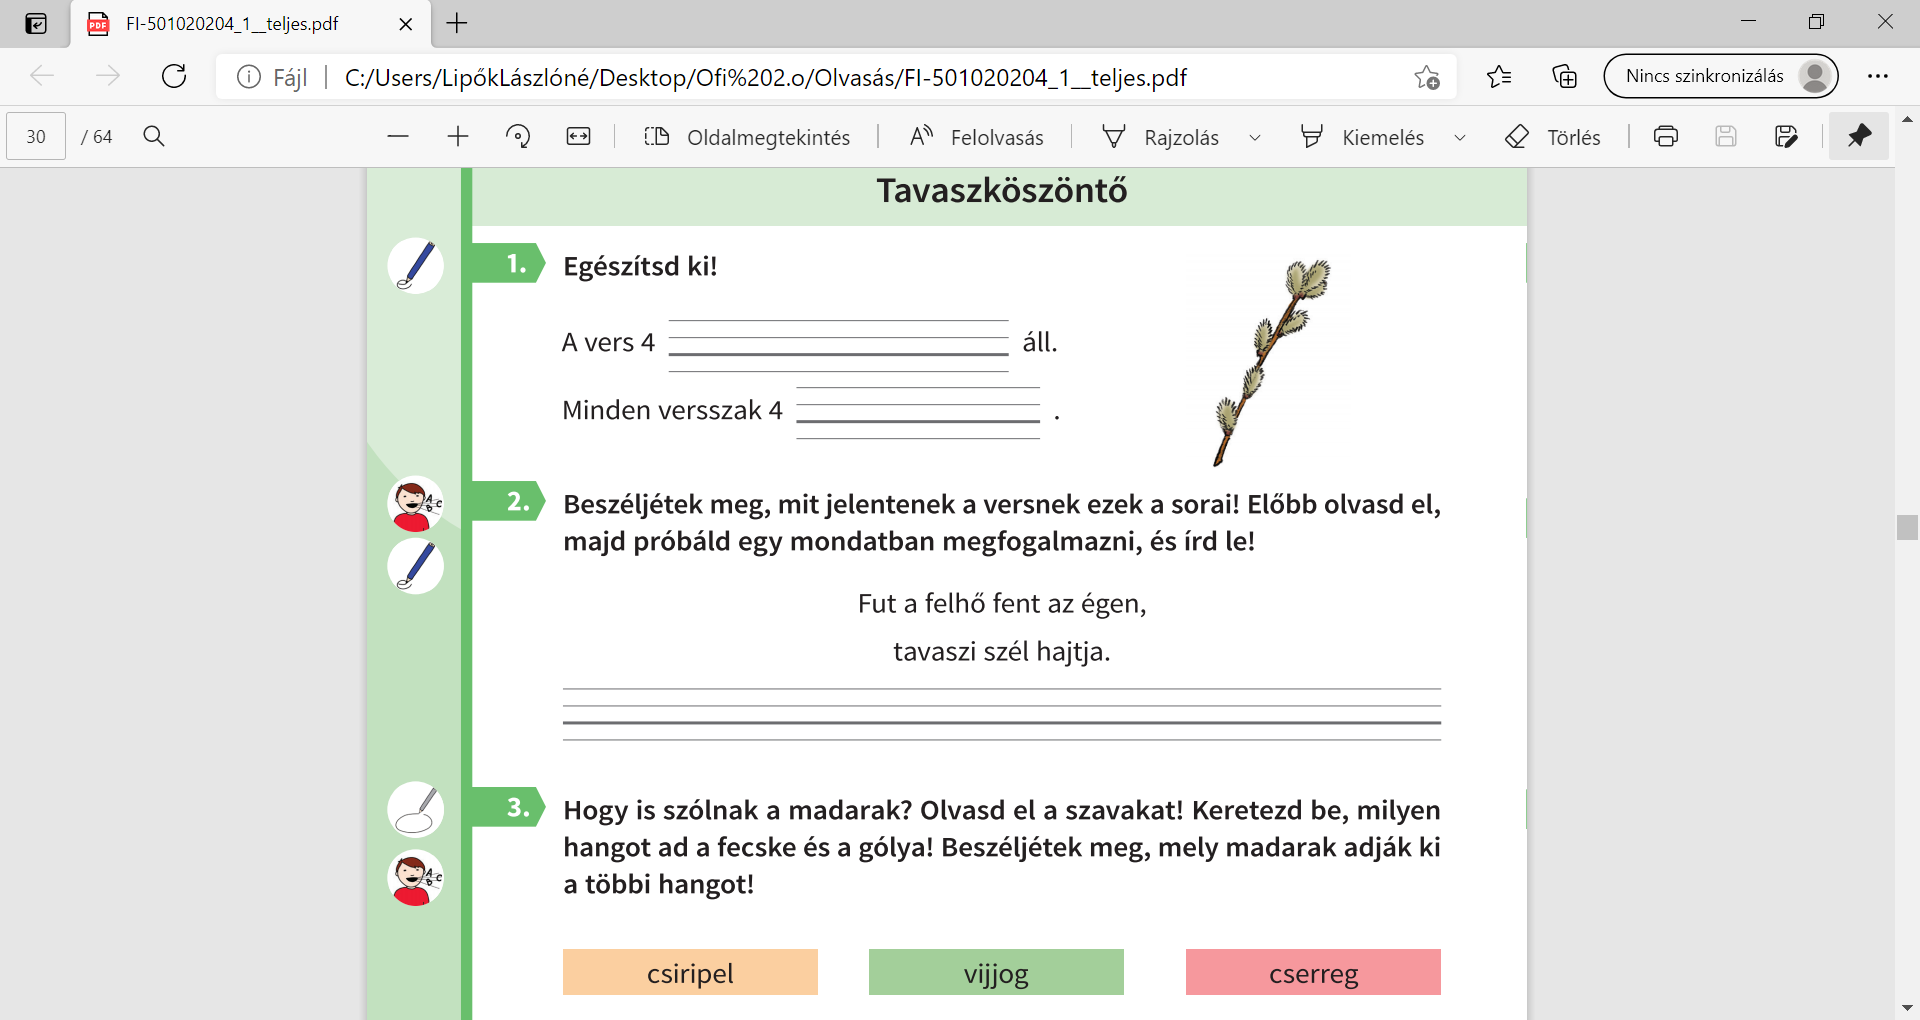 FI-501020204_1__teljes.pdf
Fájl
C:/Users/LipőkLászlóné/Desktop/Ofi%202.o/Olvasás/FI-501020204_1__teljes.pdf
Nincs szinkronizálás
30 / 64
Oldalmegtekintés
Felolvasás
Rajzolás
Kiemelés
Törlés
Tavaszköszöntő
1. Egészítsd ki!
A vers 4 áll.
Minden versszak 4 .
2. Beszéljétek meg, mit jelentenek a versnek ezek a sorai! Előbb olvasd el,
majd próbáld egy mondatban megfogalmazni, és írd le!
Fut a felhő fent az égen,
tavaszi szél hajtja.
3. Hogy is szólnak a madarak? Olvasd el a szavakat! Keretezd be, milyen
hangot ad a fecske és a gólya! Beszéljétek meg, mely madarak adják ki
a többi hangot!
csiripel
vijjog
cserreg